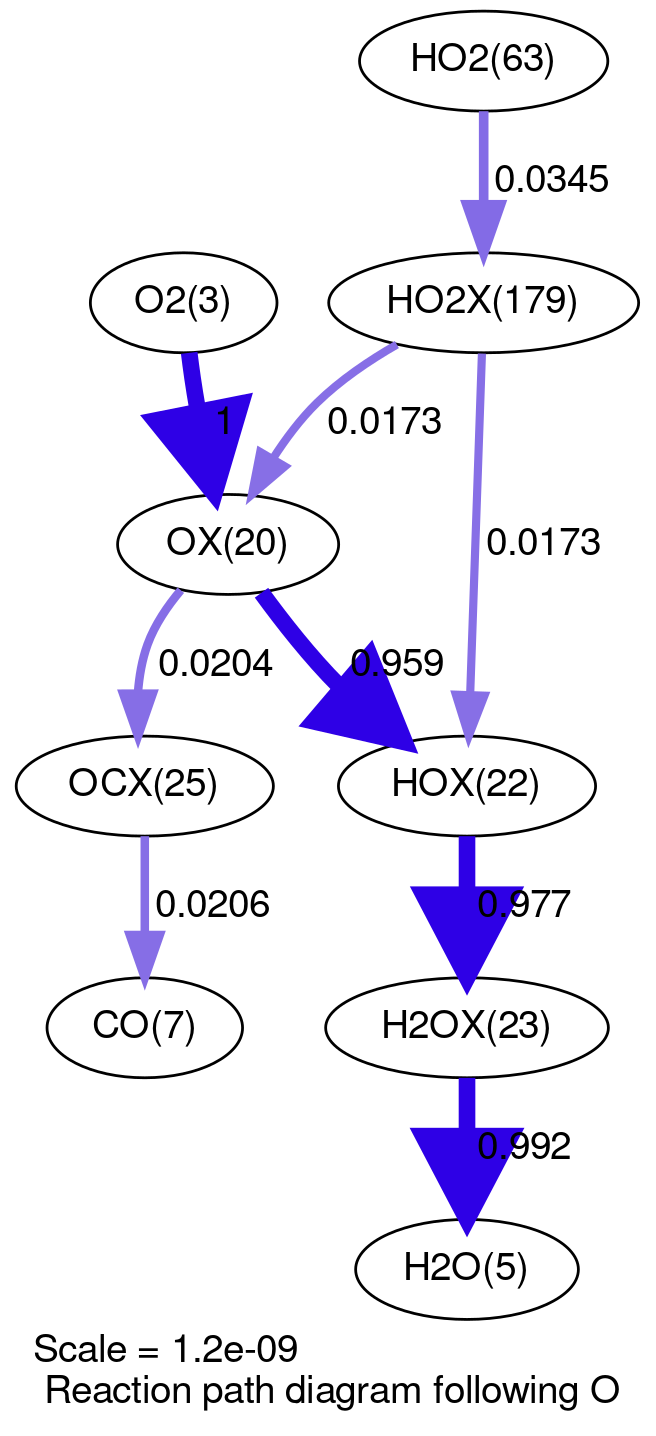 HO2(63)
0.0345
O2(3)
HO2X(179)
1
0.0173
OX(20)
0.0173
0.0204
0.959
OCX(25)
HOX(22)
0.0206
0.977
CO(7)
H2OX(23)
0.992
H2O(5)
Scale = 1.2e-09
Reaction path diagram following O